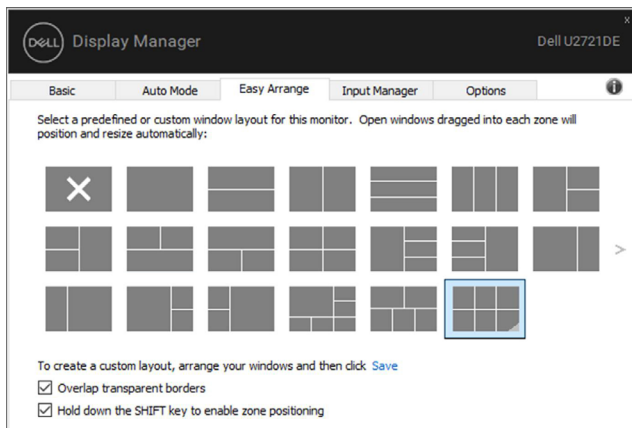 x
DELL Display Manager Dell U2721DE
Basic Auto Mode Easy Arrange Input Manager Options
Select a predefined or custom window layout for this monitor. Open windows dragged into each zone will
position and resize automatically:
To create a custom layout, arrange your windows and then click Save
Overlap transparent borders
Hold down the SHIFT key to enable zone positioning